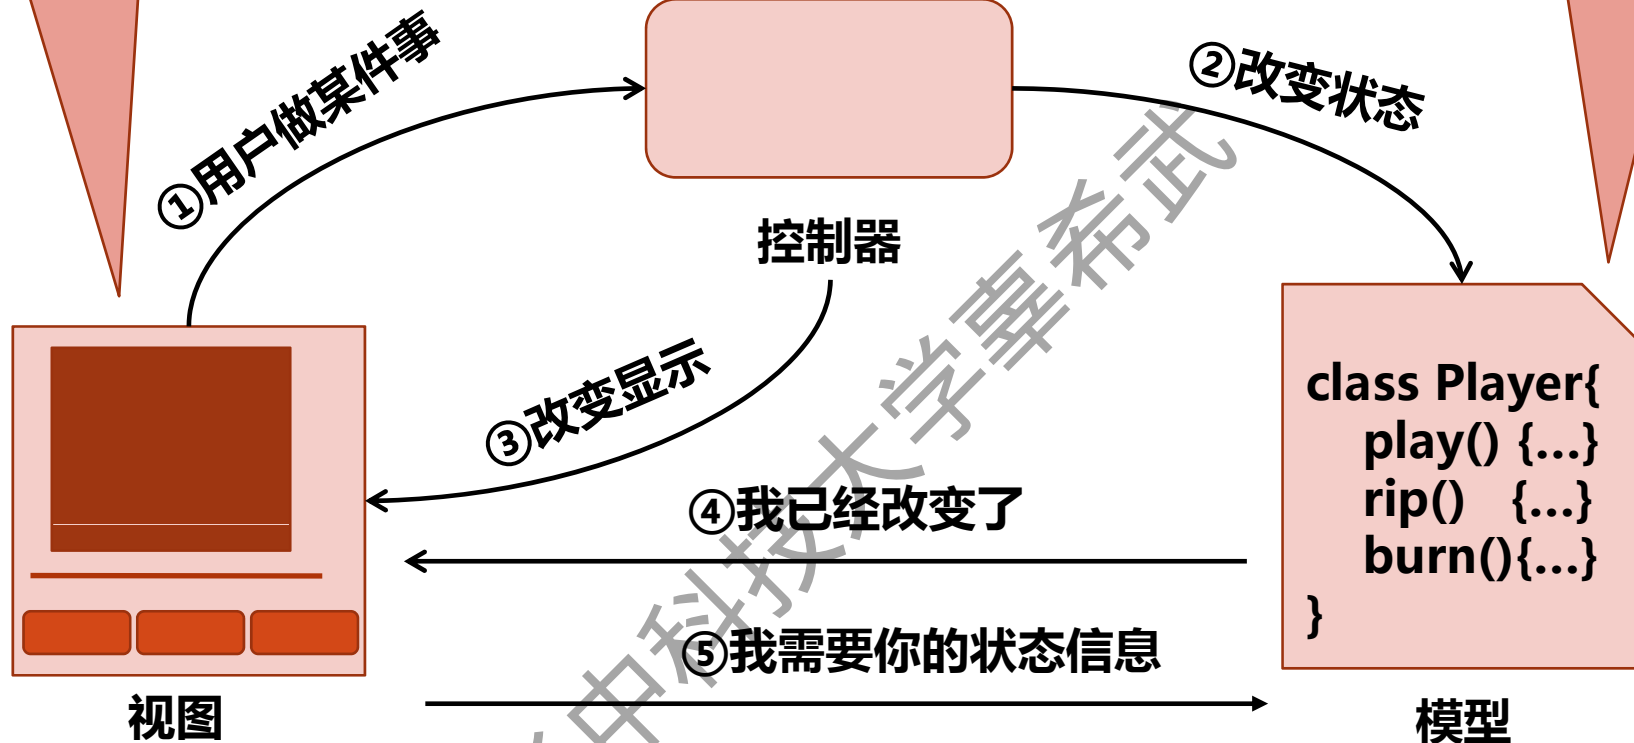 ①用户做某件事
②改变状态
控制器
③改变显示
class Player{
play() {...}
rip() {...}
burn(){...}
}
④我已经改变了
⑤我需要你的状态信息
视图
模型
中科技大学辜希武